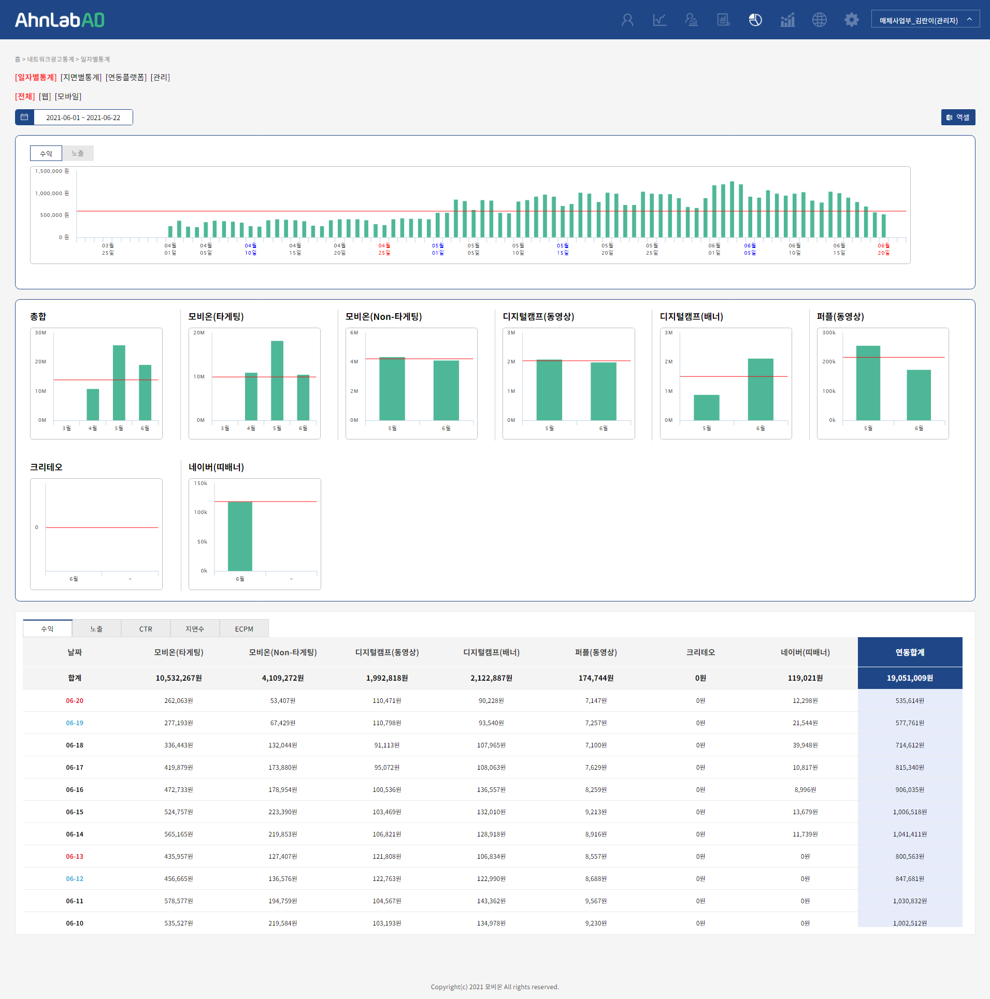 AhnLabAD
매체사업부_김란이(관리자)
홈 > 네트워크광고통계 > 일자별통계
[일자별통계] [지면별통계] [연동플랫폼] [관리]
[전체] [웹] [모바일]
2021-06-01 ~ 2021-06-22
엑셀
수익 노출
1,500,000 원
1,000,000 원
500,000 원
0 원
03월 04월 04월 04월 04월 04월 04월 05월 05월 05월 05월 05월 05월 06월 06월 06월 06월 06월
25일 01일 05일 10일 15일 20일 25일 01일 05일 10일 15일 20일 25일 01일 05일 10일 15일 20일
총합 모비온(타게팅) 모비온(Non-타게팅) 디지털캠프(동영상) 디지털캠프(배너) 퍼플(동영상)
30M 20M 6M 3M 3M 300k
20M 4M 2M 2M 200k
10M
10M 2M 1M 1M 100k
0M 0M 0M 0M 0M 0k
3월 4월 5월 6월 3월 4월 5월 6월 5월 6월 5월 6월 5월 6월 5월 6월
크리테오 네이버(띠배너)
150k
100k
0
50k
0k
6월 - 6월 -
수익 노출 CTR 지면수 ECPM
날짜 모비온(타게팅) 모비온(Non-타게팅) 디지털캠프(동영상) 디지털캠프(배너) 퍼플(동영상) 크리테오 네이버(띠배너) 연동합계
합계 10,532,267원 4,109,272원 1,992,818원 2,122,887원 174,744원 0원 119,021원 19,051,009원
06-20 262,063원 53,407원 110,471원 90,228원 7,147원 0원 12,298원 535,614원
06-19 277,193원 67,429원 110,798원 93,540원 7,257원 0원 21,544원 577,761원
06-18 336,443원 132,044원 91,113원 107,965원 7,100원 0원 39,948원 714,612원
06-17 419,879원 173,880원 95,072원 108,063원 7,629원 0원 10,817원 815,340원
06-16 472,733원 178,954원 100,536원 136,557원 8,259원 0원 8,996원 906,035원
06-15 524,757원 223,390원 103,469원 132,010원 9,213원 0원 13,679원 1,006,518원
06-14 565,165원 219,853원 106,821원 128,918원 8,916원 0원 11,739원 1,041,411원
06-13 435,957원 127,407원 121,808원 106,834원 8,557원 0원 0원 800,563원
06-12 456,665원 136,576원 122,763원 122,990원 8,688원 0원 0원 847,681원
06-11 578,577원 194,759원 104,567원 143,362원 9,567원 0원 0원 1,030,832원
06-10 535,527원 219,584원 103,193원 134,978원 9,230원 0원 0원 1,002,512원
Copyright(c) 2021 모비온 All rights reserved.